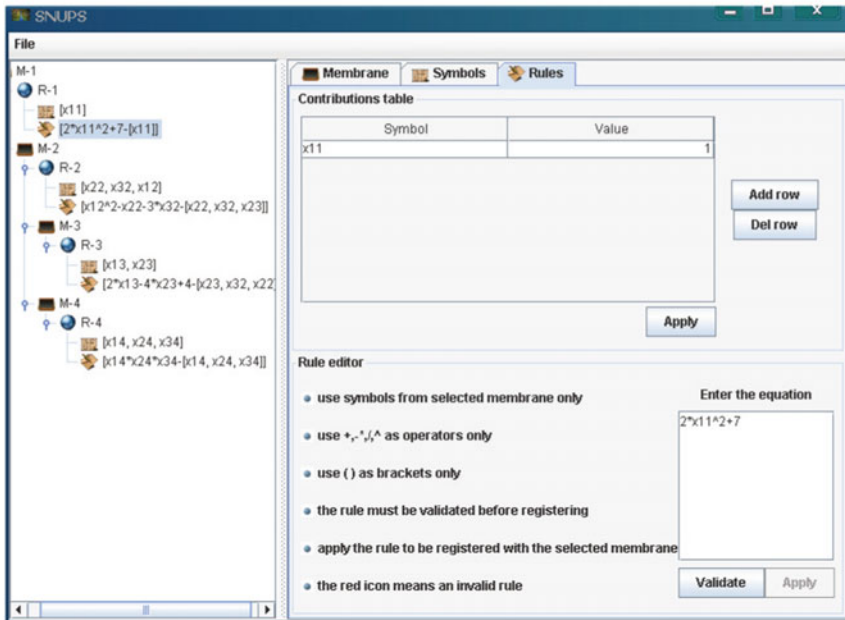 SNUPS
File
M-1
R-1
[x11]
[2*x11^2+7-[x11]]
M-2
R-2
[x22, x32, x12]
[x12^2-x22-3*x32-[x22, x32, x23]]
M-3
R-3
[x13, x23]
[2*x13-4*x23+4-[x23, x32, x22]
M-4
R-4
[x14, x24, x34]
[x14*x24*x34-[x14, x24, x34]]
Membrane Symbols Rules
Contributions table
Symbol Value
x11 1
Add row
Del row
Apply
Rule editor
use symbols from selected membrane only
use +,-*,/,^ as operators only
use ( ) as brackets only
the rule must be validated before registering
apply the rule to be registered with the selected membrane
the red icon means an invalid rule
Enter the equation
2*x11^2+7
Validate Apply